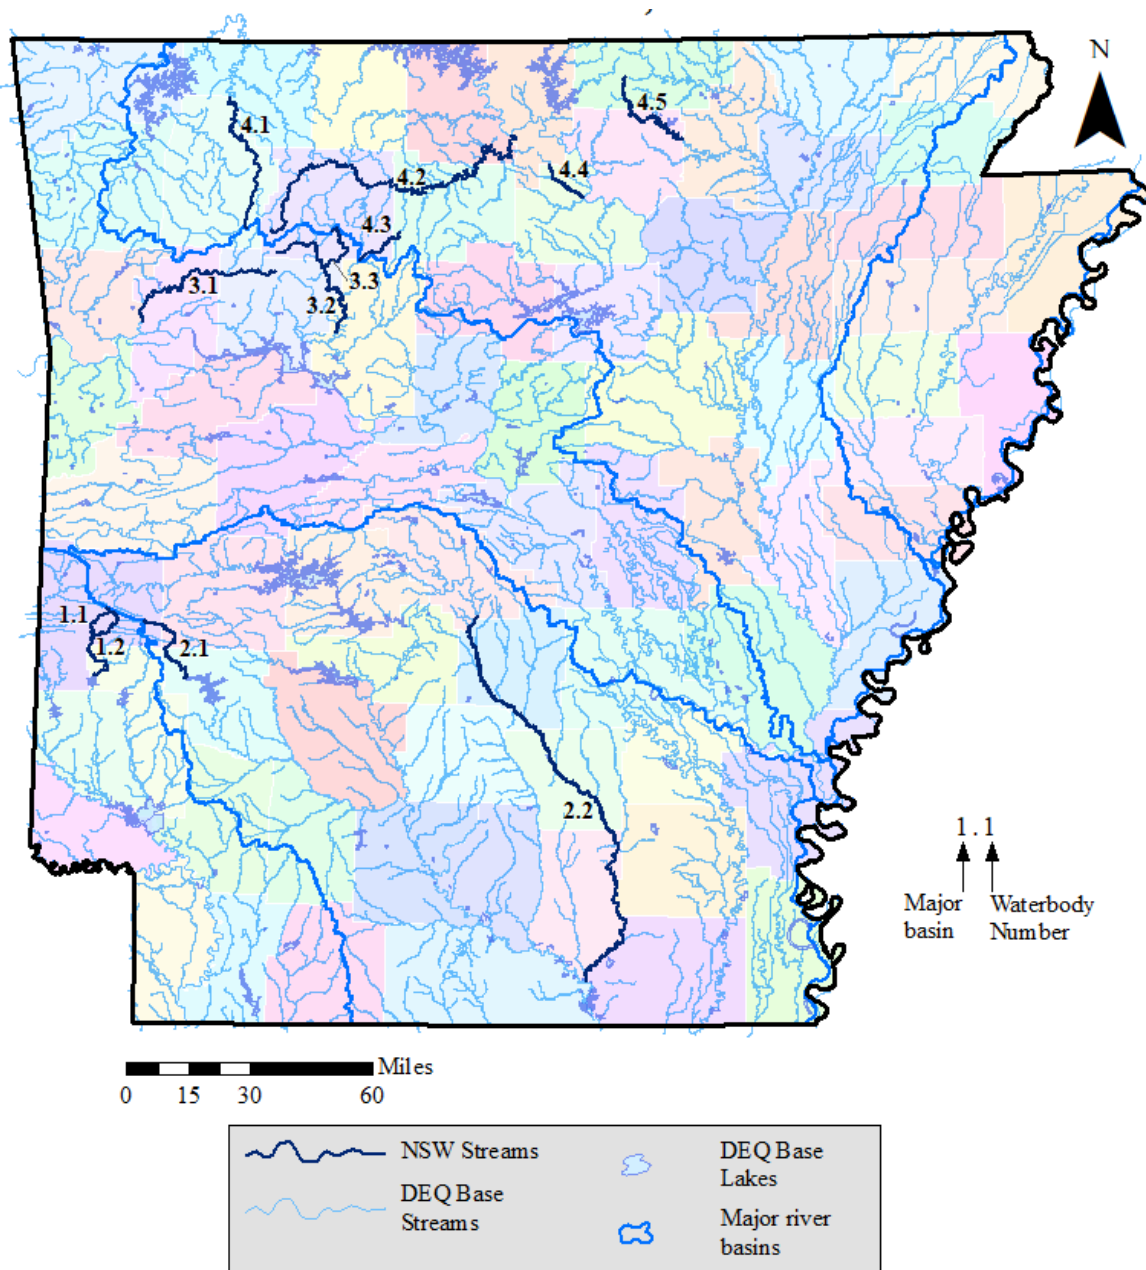 N
4.5
4.1
4.2
4.4
4.3
3.1
3.3
3.2
1.1
1.2
2.1
2.2
1.1
Major
basin
Waterbody
Number
Miles
0 15 30 60
NSW Streams
DEQ Base
Streams
DEQ Base
Lakes
Major river
basins